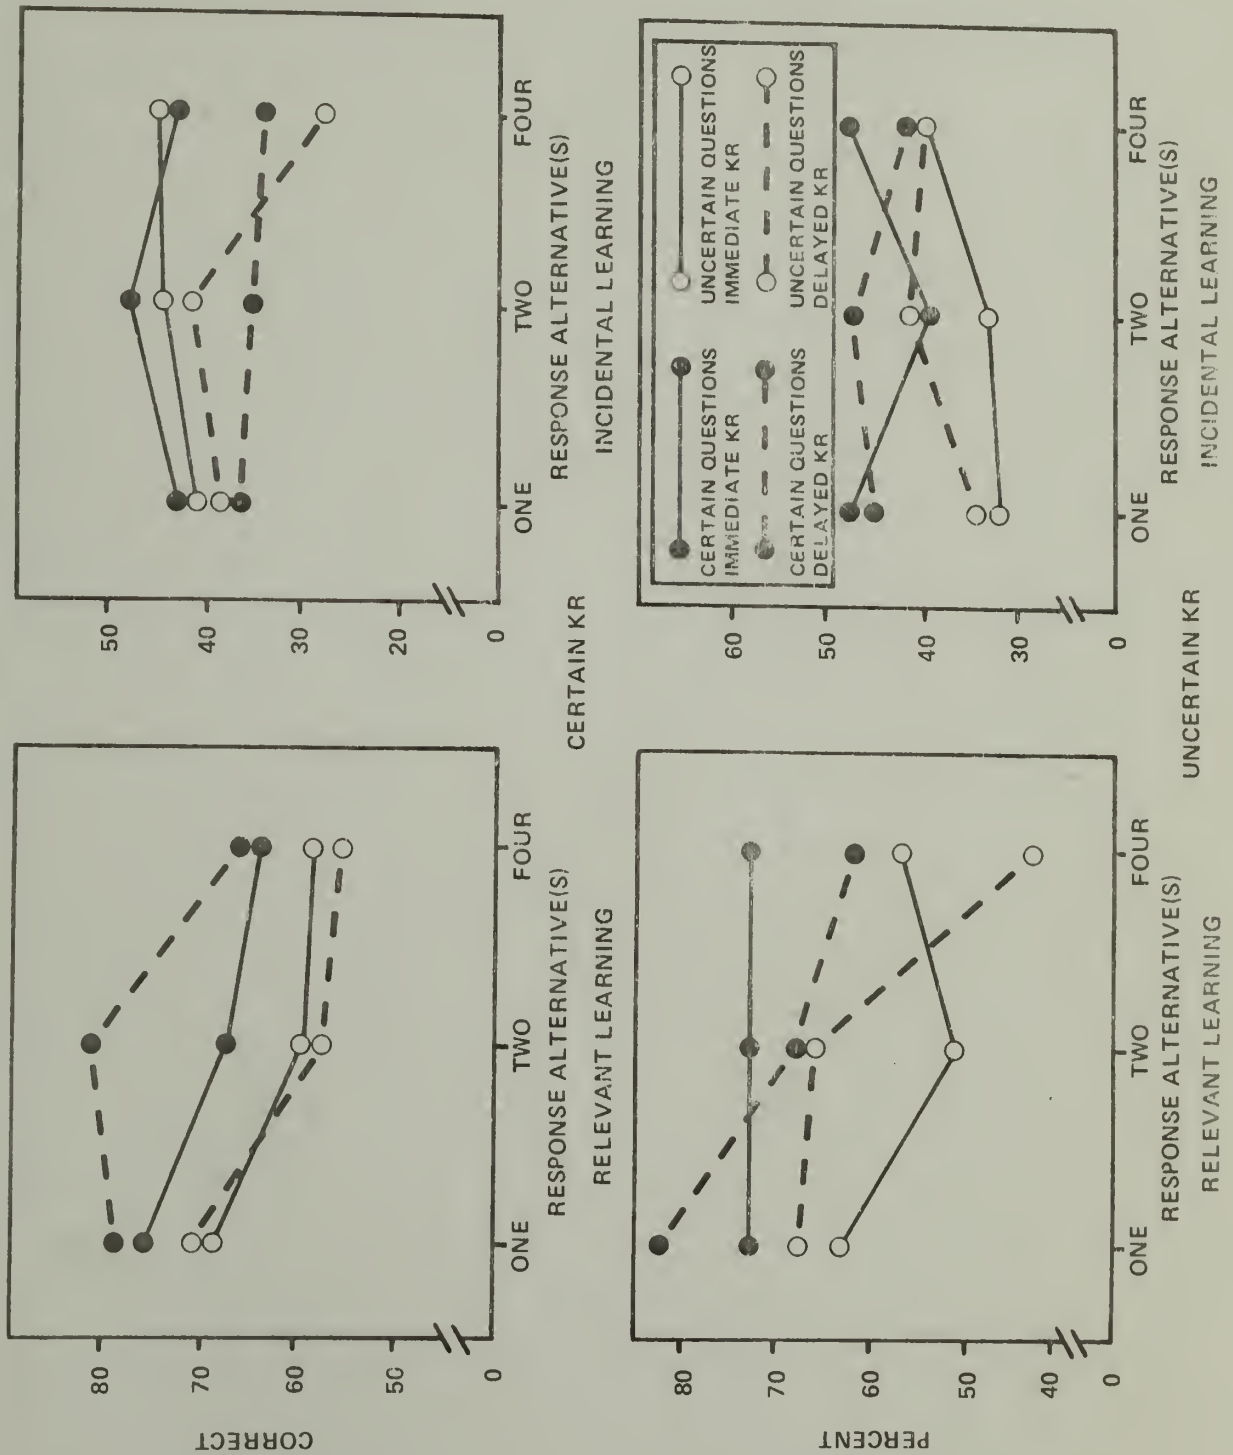 CORRECT
80
70
60
50
0
ONE
TWO
FOUR
RESPONSE ALTERNATIVE(S)
RELEVANT LEARNING
50
40
30
20
0
ONE
TWO
FOUR
RESPONSE ALTERNATIVE(S)
INCIDENTAL LEARNING
CERTAIN KR
PERCENT
80
70
60
50
40
0
ONE
TWO
FOUR
RESPONSE ALTERNATIVE(S)
RELEVANT LEARNING
60
50
40
30
0
CERTAIN QUESTIONS
IMMEDIATE KR
UNCERTAIN QUESTIONS
IMMEDIATE KR
CERTAIN QUESTIONS
DELAYED KR
UNCERTAIN QUESTIONS
DELAYED KR
ONE
TWO
FOUR
RESPONSE ALTERNATIVE(S)
INCIDENTAL LEARNING
UNCERTAIN KR